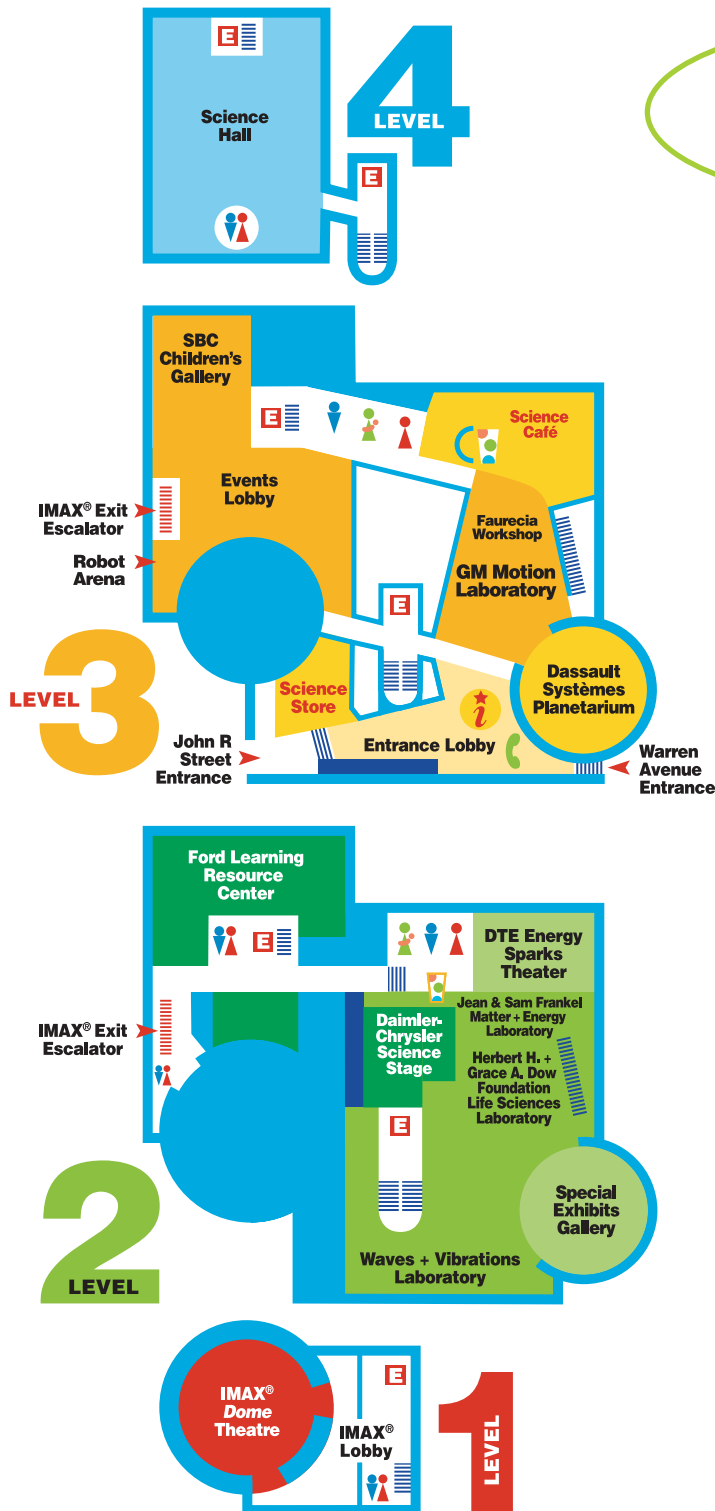 E
Science
Hall
4
LEVEL
E
SBC
Children's
Gallery
E
Science
Café
Events
Lobby
IMAX® Exit
Escalator
Robot
Arena
Faurecia
Workshop
GM Motion
Laboratory
E
3
LEVEL
Science
Store
i
Dassault
Systèmes
Planetarium
John R
Street
Entrance
Entrance Lobby
Warren
Avenue
Entrance
Ford Learning
Resource
Center
E
DTE Energy
Sparks
Theater
IMAX® Exit
Escalator
Daimler-
Chrysler
Science
Stage
Jean & Sam Frankel
Matter + Energy
Laboratory
Herbert H. +
Grace A. Dow
Foundation
Life Sciences
Laboratory
E
2
LEVEL
Special
Exhibits
Gallery
Waves + Vibrations
Laboratory
IMAX®
Dome
Theatre
E
IMAX®
Lobby
1
LEVEL